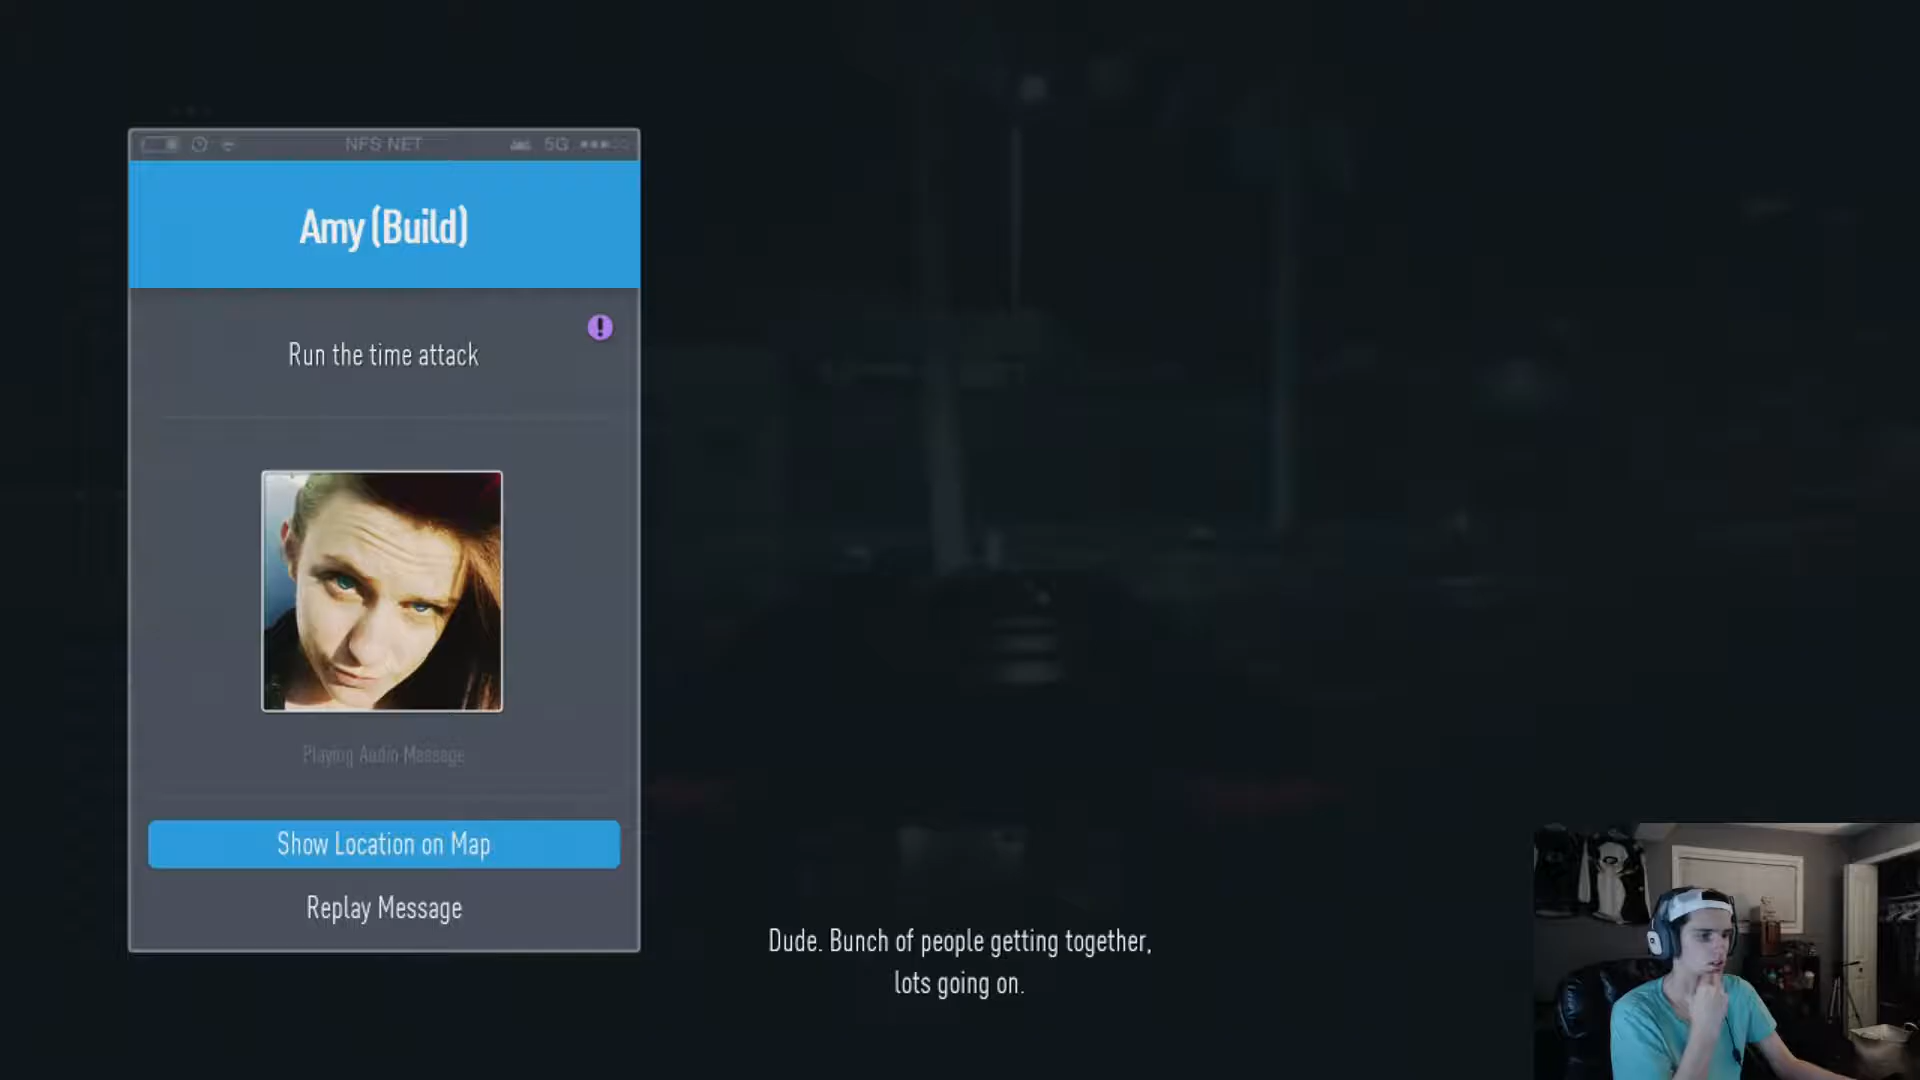 NFS NET
5G
Amy (Build)
Run the time attack
Playing Audio Message
Show Location on Map
Replay Message
Dude. Bunch of people getting together,
lots going on.